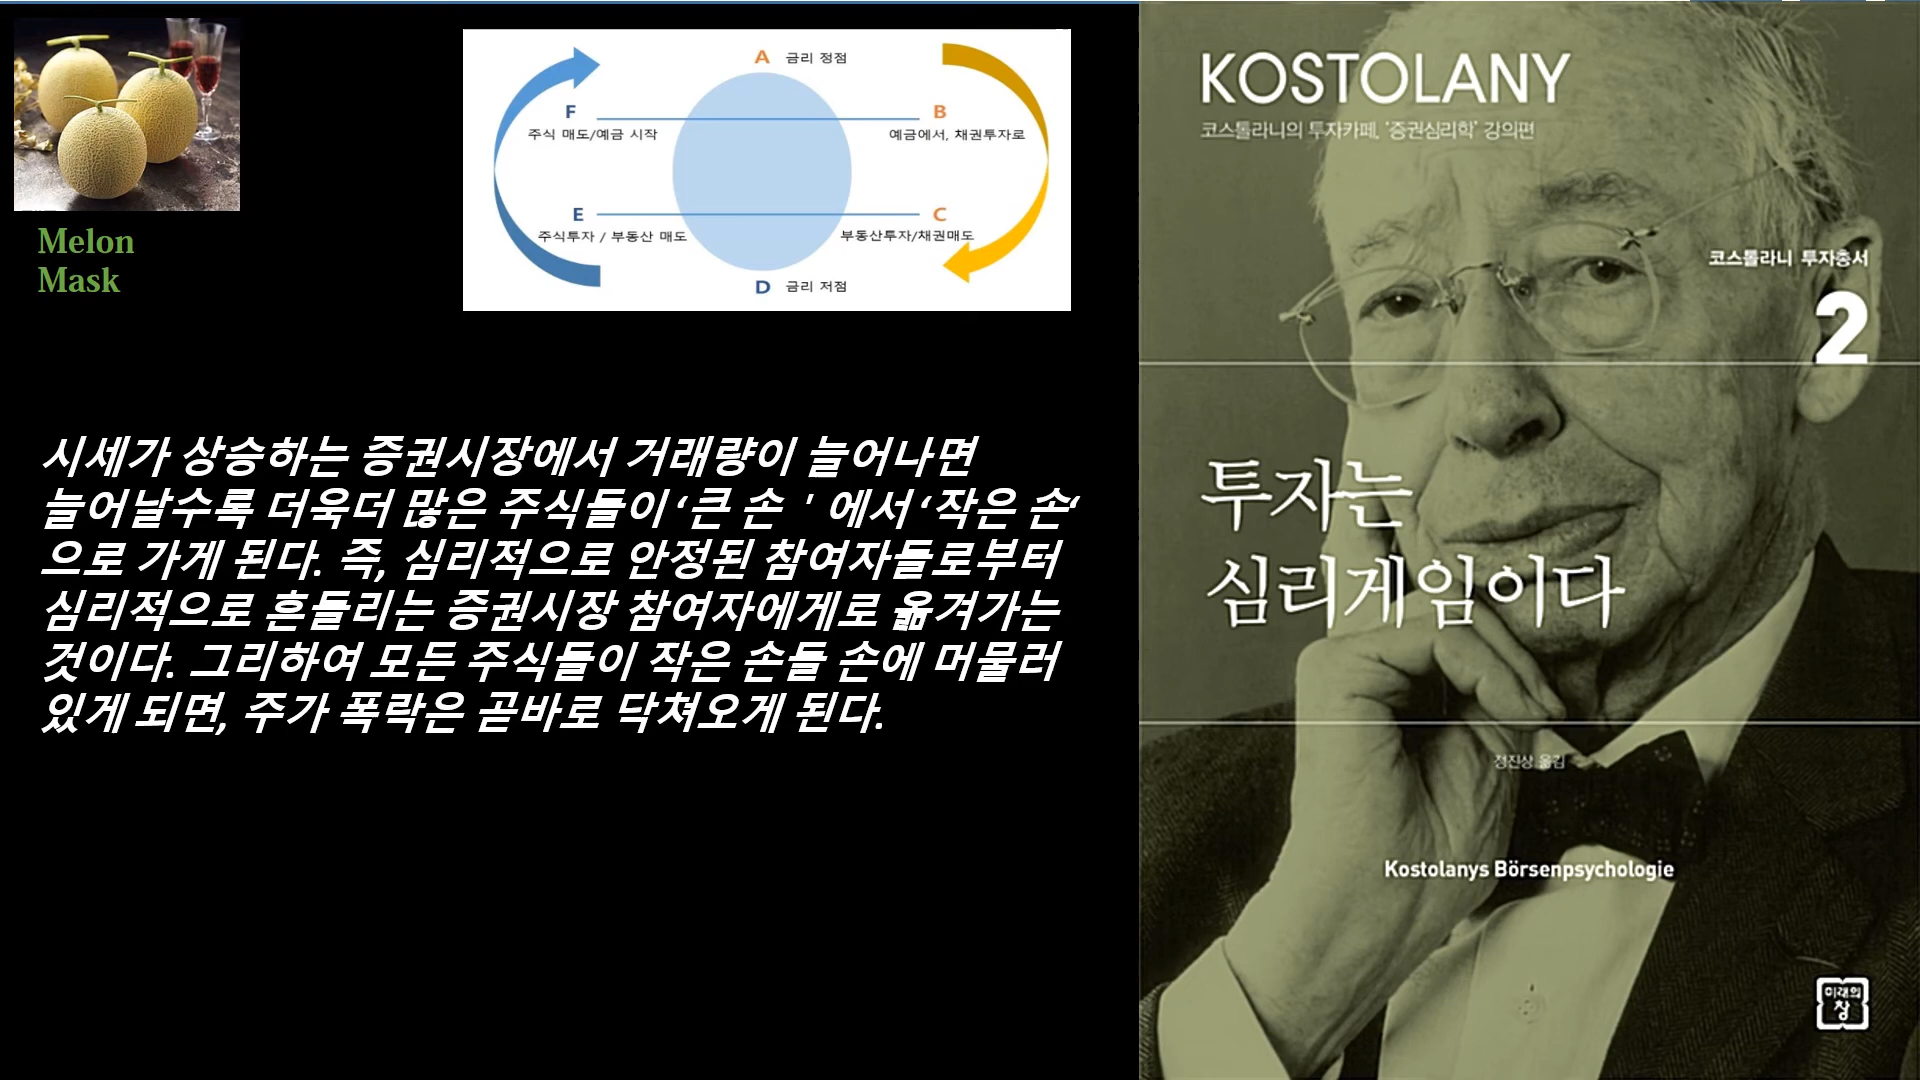 Melon
Mask
A 금리 정점
F
주식 매도/예금 시작
B
예금에서, 채권투자로
E
주식투자 / 부동산 매도
C
부동산투자/채권매도
D 금리 저점
시세가 상승하는 증권시장에서 거래량이 늘어나면
늘어날수록 더욱더 많은 주식들이 ‘큰 손 ' 에서 ‘작은 손‘
으로 가게 된다. 즉, 심리적으로 안정된 참여자들로부터
심리적으로 흔들리는 증권시장 참여자에게로 옮겨가는
것이다. 그리하여 모든 주식들이 작은 손들 손에 머물러
있게 되면, 주가 폭락은 곧바로 닥쳐오게 된다.
KOSTOLANY
코스톨라니의 투자카페, '증권심리학' 강의편
코스톨라니 투자총서
2
투자는
심리게임이다
정진상 옮김
Kostolanys Börsenpsychologie
미래의
창